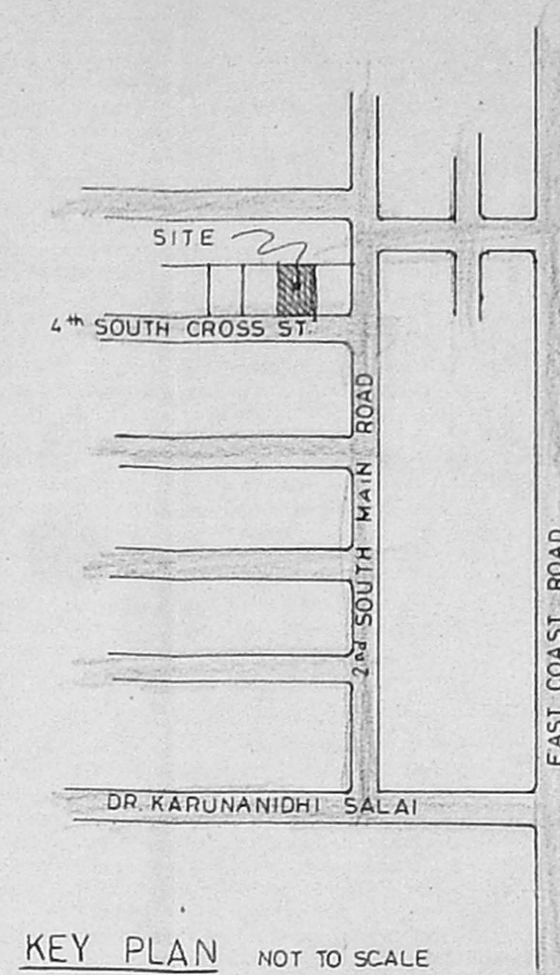 SITE
4th SOUTH CROSS ST.
2nd SOUTH MAIN ROAD
EAST COAST ROAD
DR. KARUNANIDHI SALAI
KEY PLAN NOT TO SCALE